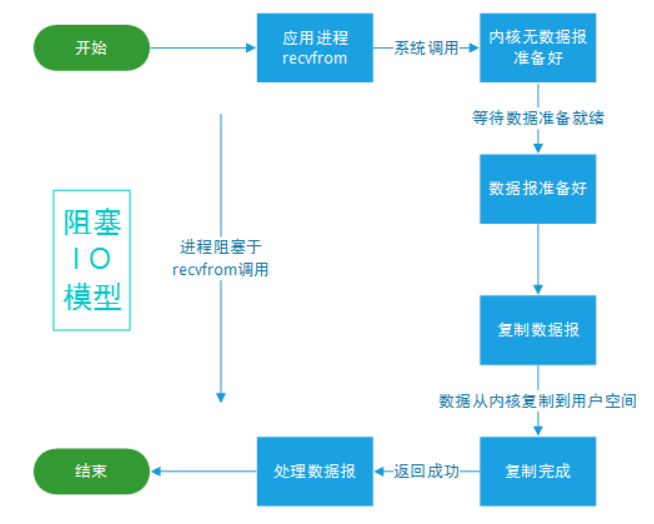 开始
应用进程
recvfrom
系统调用
内核无数据报
准备好
等待数据准备就绪
数据报准备好
阻塞
IO
模型
进程阻塞于
recvfrom调用
复制数据报
数据从内核复制到用户空间
结束
处理数据报
返回成功
复制完成